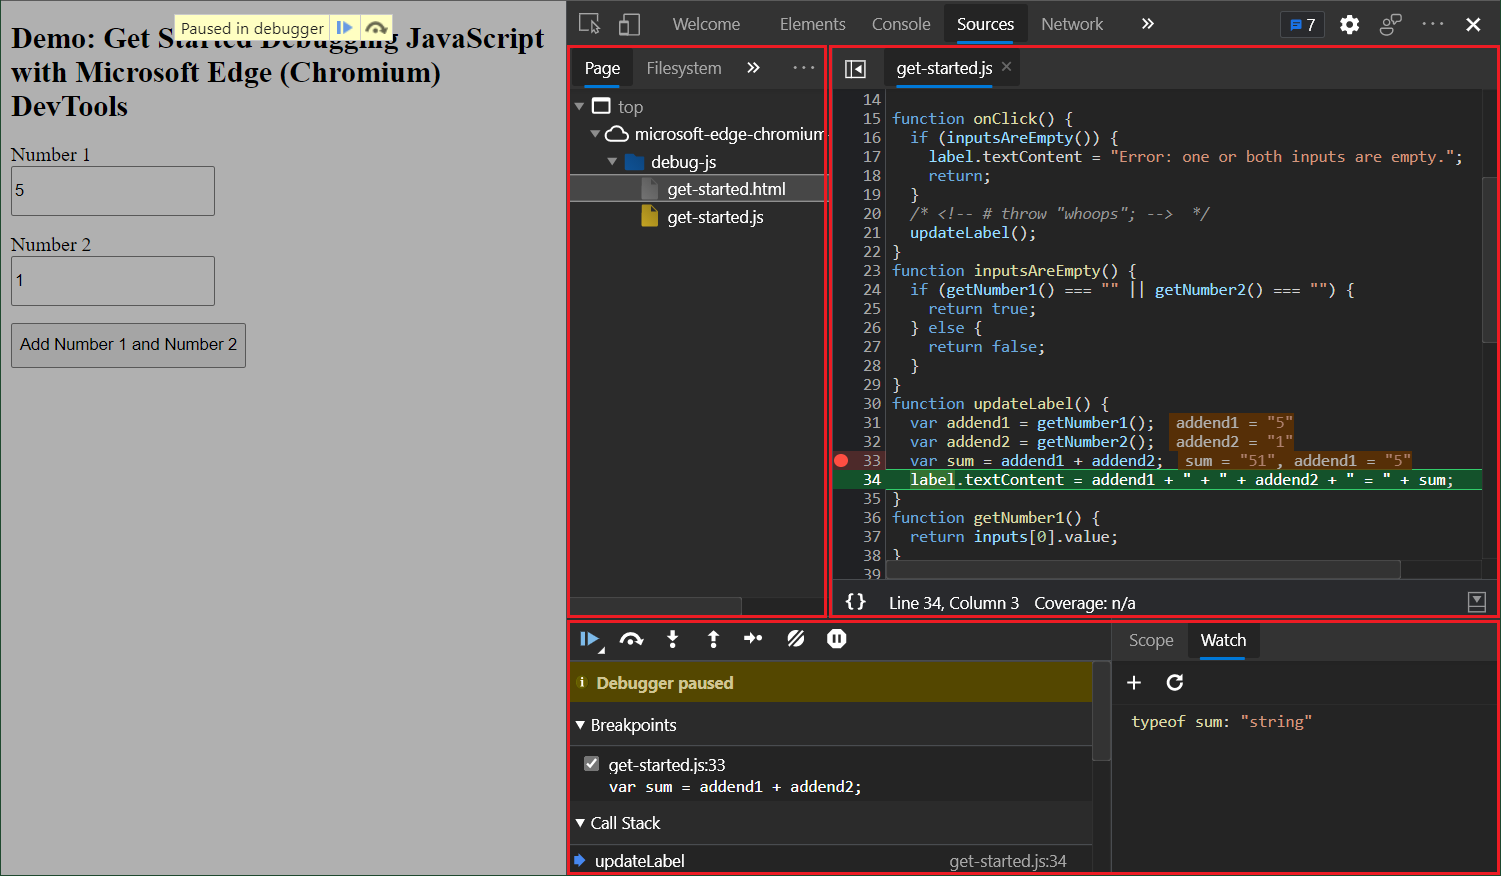 Paused in debugger
Demo: Get Started Debugging JavaScript
with Microsoft Edge (Chromium)
DevTools
Number 1
5
Number 2
1
Add Number 1 and Number 2
Welcome Elements Console Sources Network » 7 ···
Page Filesystem » ···
top
microsoft-edge-chromium-
debug-js
get-started.html
get-started.js
get-started.js ×
14
15 function onClick() {
16   if (inputsAreEmpty()) {
17     label.textContent = "Error: one or both inputs are empty.";
18     return;
19   }
20   /* <!-- # throw "whoops"; -->  */
21   updateLabel();
22 }
23 function inputsAreEmpty() {
24   if (getNumber1() === "" || getNumber2() === "") {
25     return true;
26   } else {
27     return false;
28   }
29 }
30 function updateLabel() {
31   var addend1 = getNumber1(); addend1 = "5"
32   var addend2 = getNumber2(); addend2 = "1"
33   var sum = addend1 + addend2; sum = "51", addend1 = "5"
34   label.textContent = addend1 + " + " + addend2 + " = " + sum;
35 }
36 function getNumber1() {
37   return inputs[0].value;
38 }
39
{} Line 34, Column 3 Coverage: n/a
Debugger paused
Breakpoints
get-started.js:33
var sum = addend1 + addend2;
Call Stack
updateLabel get-started.js:34
Scope Watch
typeof sum: "string"